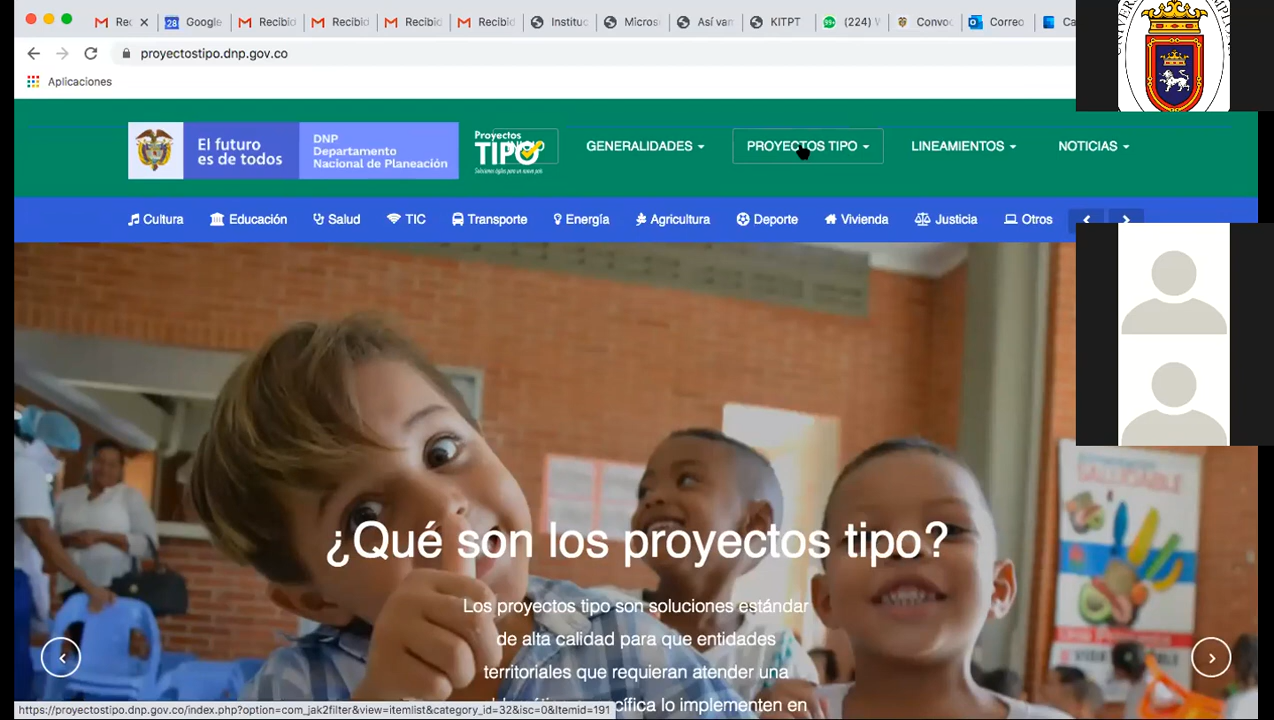 Rec
28 Google
Recibid
Recibid
Recibid
Recibid
Instituc
Micros
Así van
KITPT
(224)
Convoc
Correo
Ca
proyectostipo.dnp.gov.co
Aplicaciones
El futuro
es de todos
DNP
Departamento
Nacional de Planeación
Proyectos
TIPO
INICIO
GENERALIDADES
PROYECTOS TIPO
LINEAMIENTOS
NOTICIAS
Cultura
Educación
Salud
TIC
Transporte
Energía
Agricultura
Deporte
Vivienda
Justicia
Otros
¿Qué son los proyectos tipo?
Los proyectos tipo son soluciones estándar
de alta calidad para que entidades
territoriales que requieran atender una
lo implementen en
https://proyectostipo.dnp.gov.co/index.php?option=com_jak2filter&view=itemlist&category_id=32&isc=0&Itemid=191